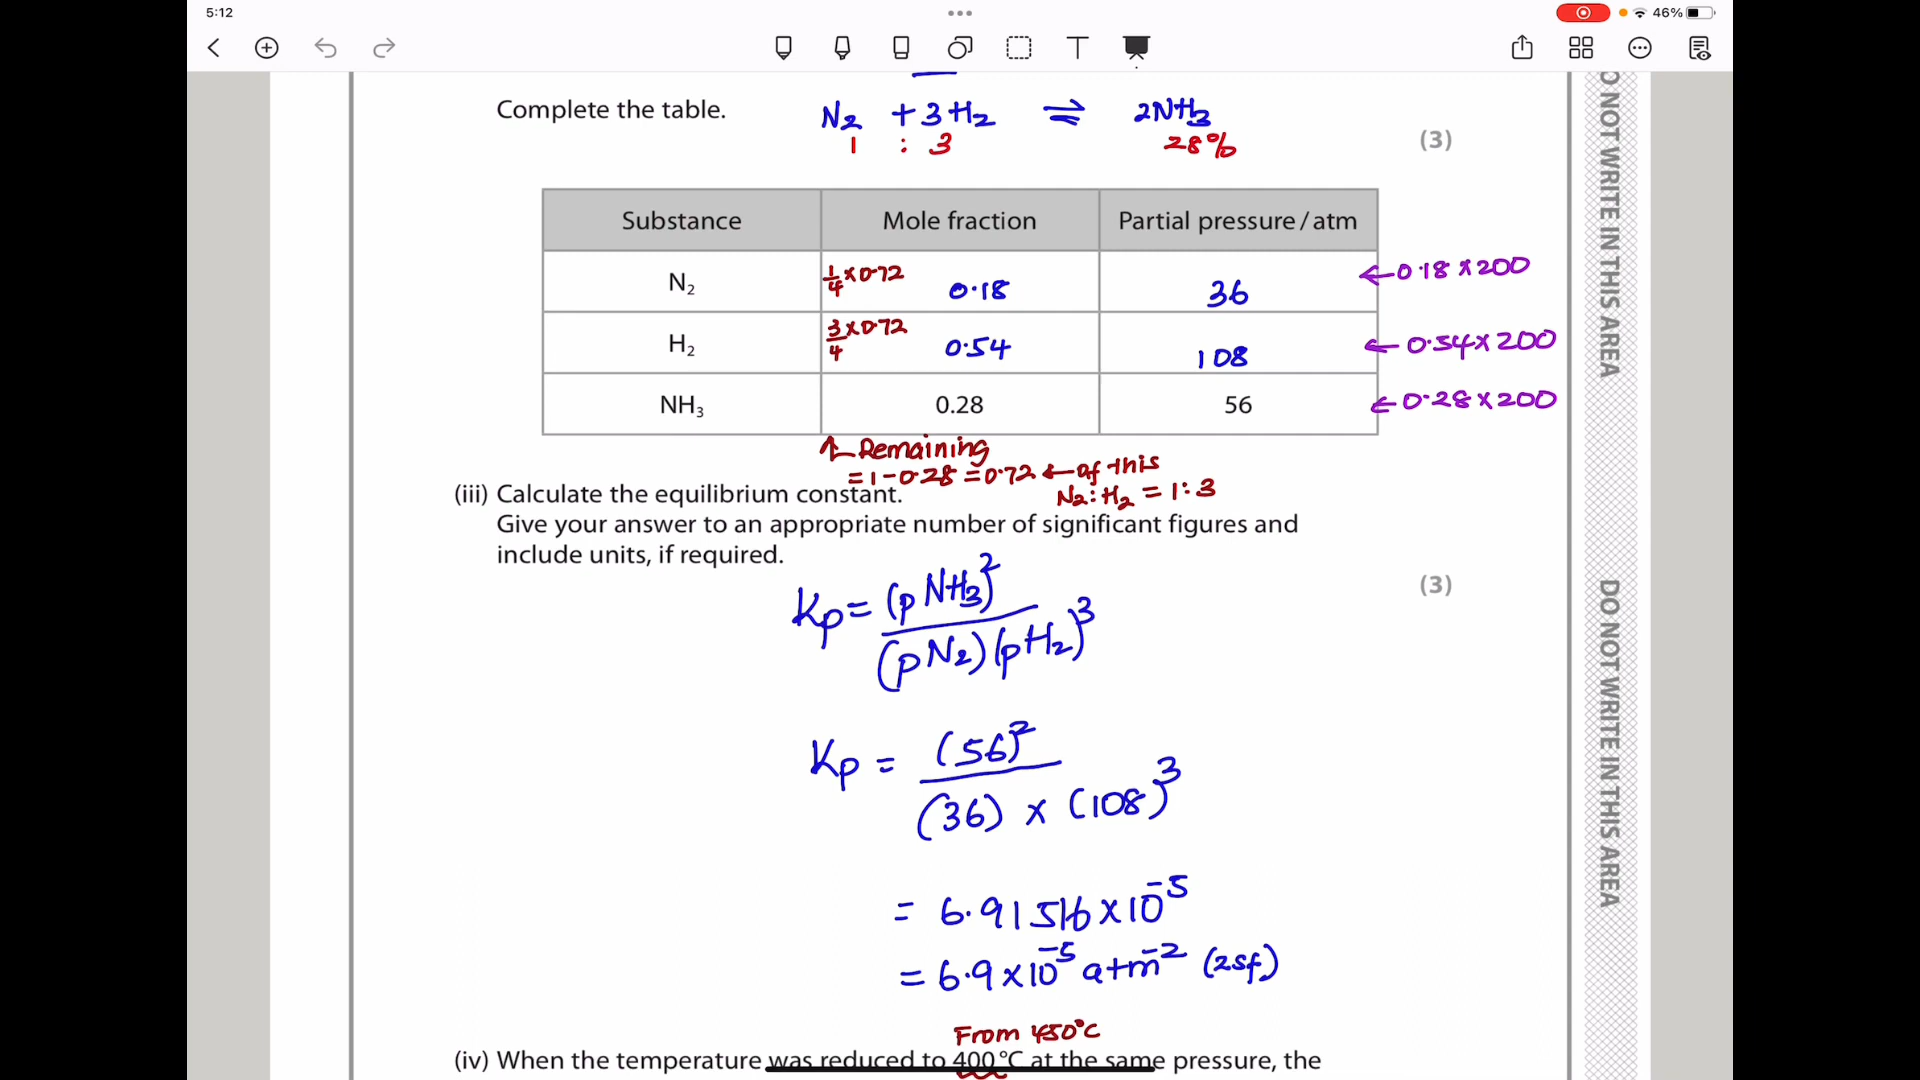 5:12
46%
Complete the table.
N₂ + 3H₂ ⇌ 2NH₃
1 : 3 28%
(3)
Substance Mole fraction Partial pressure / atm
N₂ 1/4 × 0.72 0.18 36 ← 0.18 × 200
H₂ 3/4 × 0.72 0.54 108 ← 0.54 × 200
NH₃ 0.28 56 ← 0.28 × 200
Remaining
= 1 - 0.28 = 0.72 ← of this
N₂ : H₂ = 1 : 3
(iii) Calculate the equilibrium constant.
Give your answer to an appropriate number of significant figures and
include units, if required.
(3)
Kp = (pNH₃)²
(pN₂)(pH₂)³
Kp = (56)²
(36) × (108)³
= 6.91516 × 10⁻⁵
= 6.9 × 10⁻⁵ atm⁻² (2sf.)
From 450°C
(iv) When the temperature was reduced to 400 °C at the same pressure, the
O NOT WRITE IN THIS AREA
DO NOT WRITE IN THIS AREA